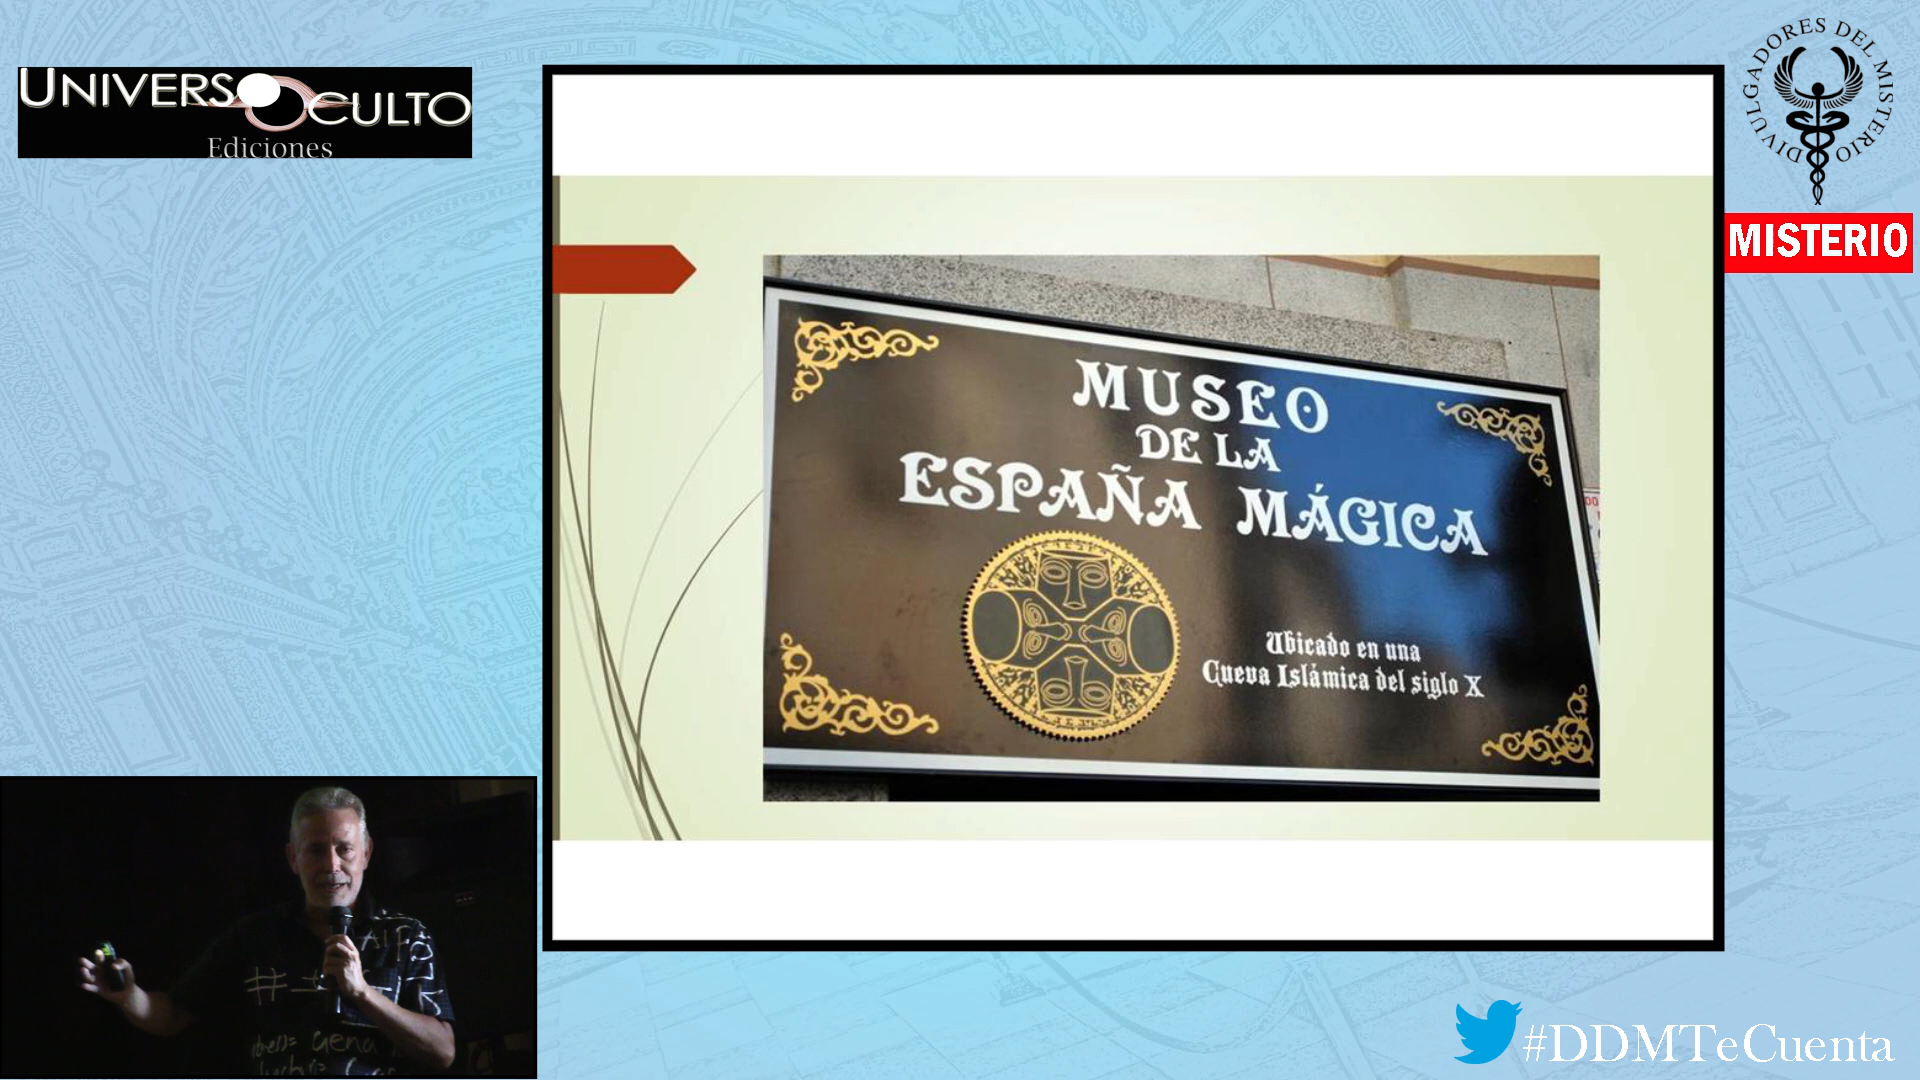 UNIVERSO OCULTO
Ediciones
DIVULGADORES DEL MISTERIO
MISTERIO
MUSEO
DE LA
ESPAÑA MÁGICA
Ubicado en una
Cueva Islámica del siglo X
#DDMTeCuenta